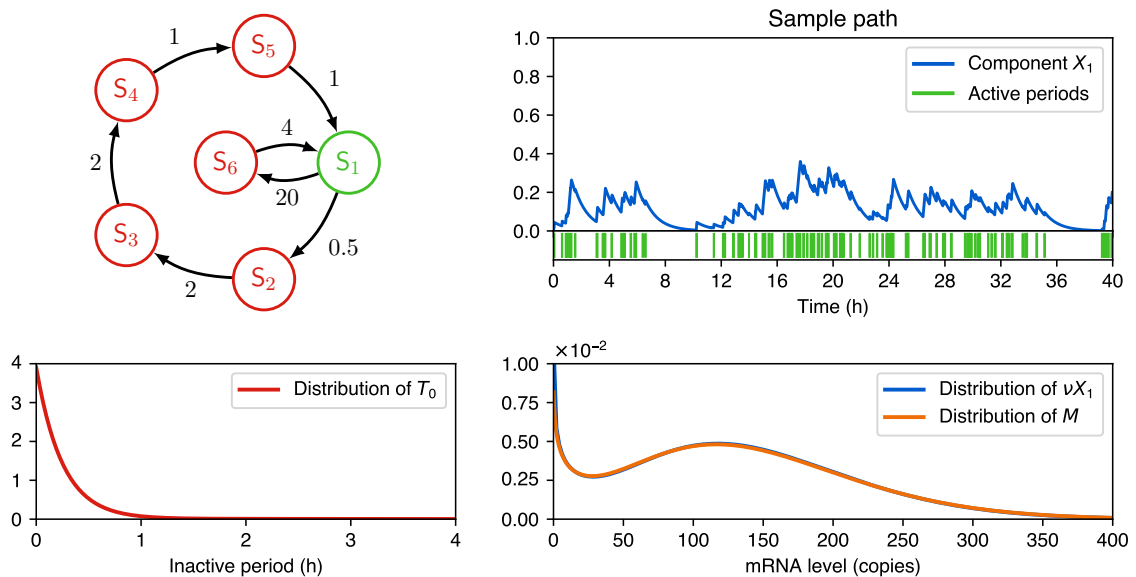 S5
1
S4
1
S6
4
S1
20
2
S3
0.5
S2
2
Sample path
1.0
0.8
0.6
0.4
0.2
0.0
Component X1
Active periods
0 4 8 12 16 20 24 28 32 36 40
Time (h)
4
3
2
1
0
Distribution of T0
0 1 2 3 4
Inactive period (h)
×10−2
1.00
0.75
0.50
0.25
0.00
Distribution of νX1
Distribution of M
0 50 100 150 200 250 300 350 400
mRNA level (copies)